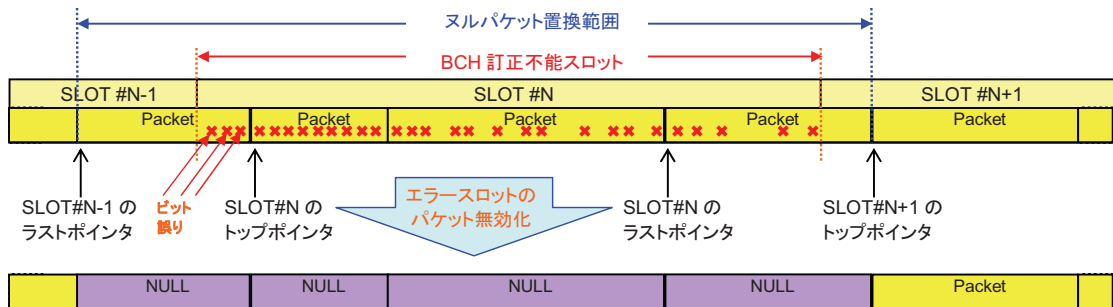 ヌルパケット置換範囲
BCH 訂正不能スロット
SLOT #N-1
SLOT #N
SLOT #N+1
Packet
Packet
Packet
Packet
Packet
SLOT#N-1 の
ラストポインタ
ビット
誤り
SLOT#N の
トップポインタ
エラースロットの
パケット無効化
SLOT#N の
ラストポインタ
SLOT#N+1 の
トップポインタ
NULL
NULL
NULL
NULL
Packet